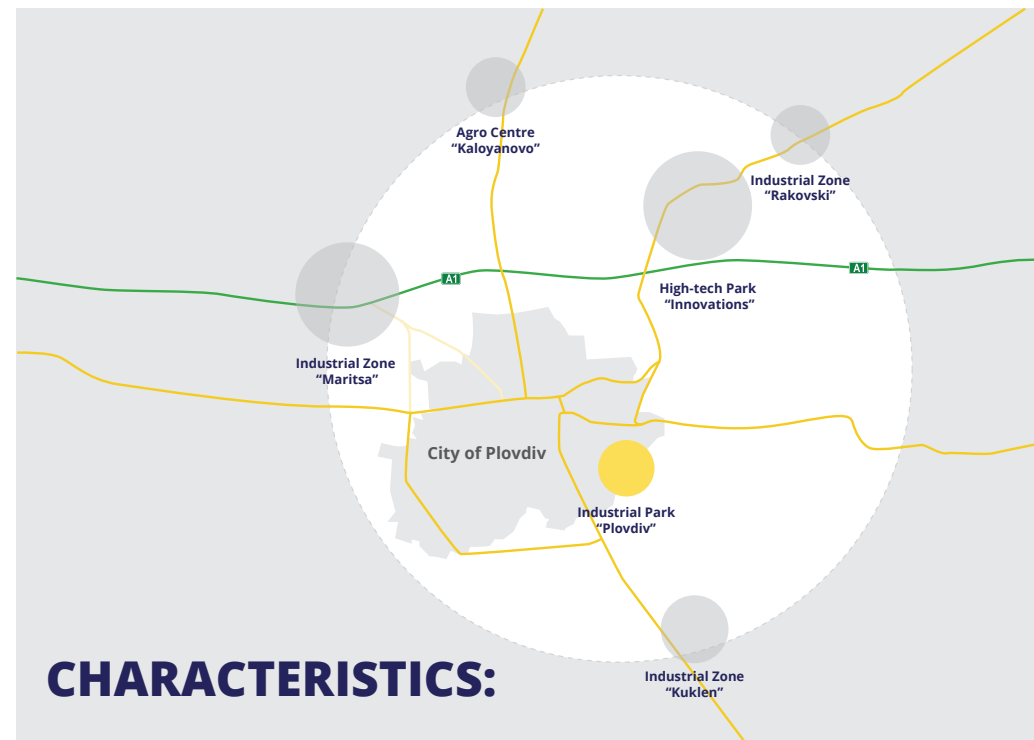 Agro Centre
“Kaloyanovo”
Industrial Zone
“Rakovski”
A1
A1
High-tech Park
“Innovations”
Industrial Zone
“Maritsa”
City of Plovdiv
Industrial Park
“Plovdiv”
CHARACTERISTICS:
Industrial Zone
“Kuklen”